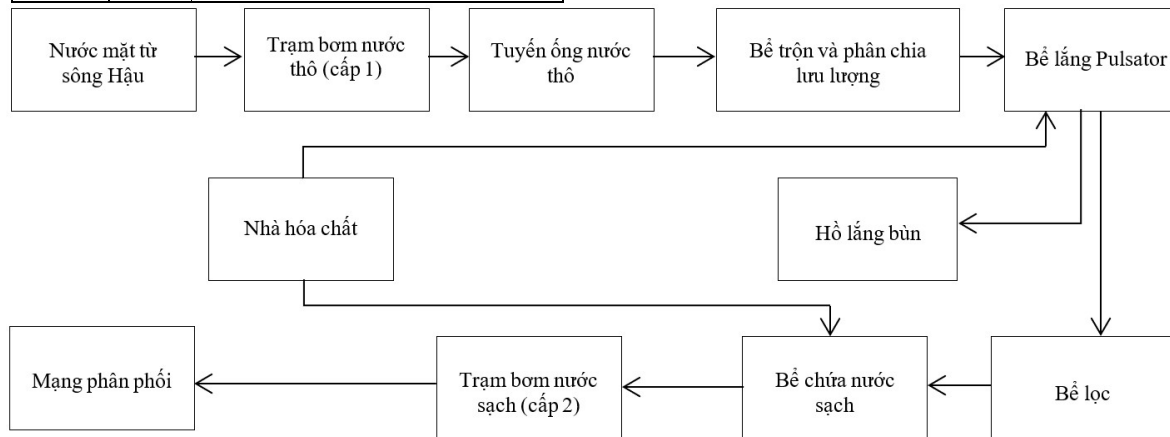 Nước mặt từ
sông Hậu
Trạm bơm nước
thô (cấp 1)
Tuyến ống nước
thô
Bể trộn và phân chia
lưu lượng
Bể lắng Pulsator
Nhà hóa chất
Hồ lắng bùn
Mạng phân phối
Trạm bơm nước
sạch (cấp 2)
Bể chứa nước
sạch
Bể lọc